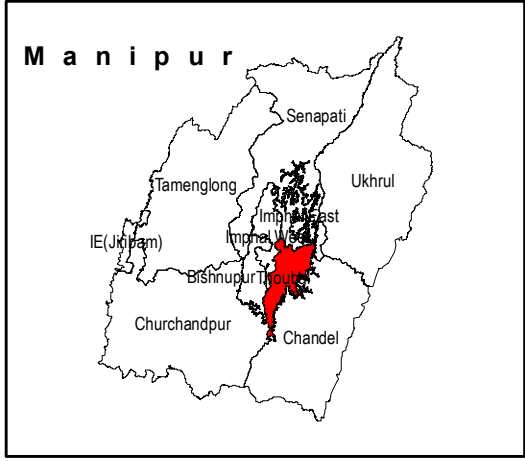 M a n i p u r
Senapati
Ukhrul
Tamenglong
Imphal East
Imphal West
IE(Jiribam)
Bishnupur
Thoubal
Churchandpur
Chandel